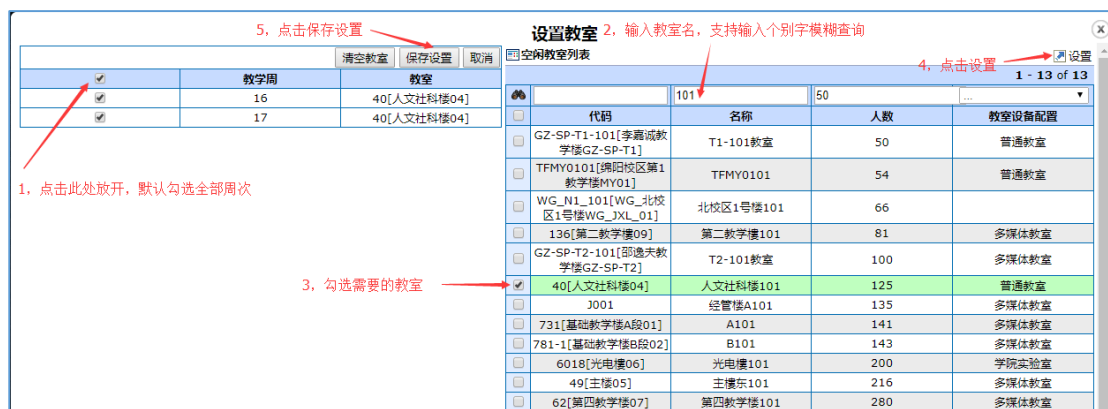 5，点击保存设置
设置教室
2，输入教室名，支持输入个别字模糊查询
清空教室 保存设置 取消
空闲教室列表
4，点击设置
设置
1 - 13 of 13
教学周 教室
16 40[人文社科楼04]
17 40[人文社科楼04]
1，点击此处放开，默认勾选全部周次
101 50 ...
代码 名称 人数 教室设备配置
GZ-SP-T1-101[李嘉诚教
学楼GZ-SP-T1]
T1-101教室 50 普通教室
TFMY0101[绵阳校区第1
教学楼MY01]
TFMY0101 54 普通教室
WG_N1_101[WG_北校
区1号楼WG_JXL_01]
北校区1号楼101 66
136[第二教学樓09] 第二教学樓101 81 多媒体教室
GZ-SP-T2-101[邵逸夫教
学楼GZ-SP-T2]
T2-101教室 100 多媒体教室
3，勾选需要的教室
40[人文社科楼04] 人文社科楼101 125 普通教室
J001 经管楼A101 135 多媒体教室
731[基础教学楼A段01] A101 141 多媒体教室
781-1[基础教学楼B段02] B101 143 多媒体教室
6018[光电樓06] 光电樓101 200 学院实验室
49[主楼05] 主樓东101 216 多媒体教室
62[第四教学楼07] 第四教学楼101 280 多媒体教室